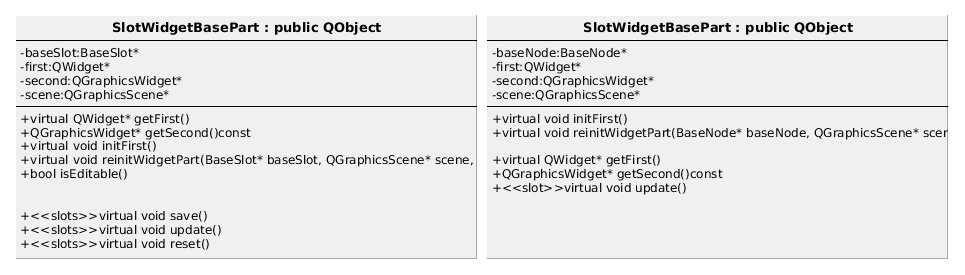 SlotWidgetBasePart : public QObject
-baseSlot:BaseSlot*
-first:QWidget*
-second:QGraphicsWidget*
-scene:QGraphicsScene*
+virtual QWidget* getFirst()
+QGraphicsWidget* getSecond()const
+virtual void initFirst()
+virtual void reinitWidgetPart(BaseSlot* baseSlot, QGraphicsScene* scene,
+bool isEditable()
+<<slots>>virtual void save()
+<<slots>>virtual void update()
+<<slots>>virtual void reset()
SlotWidgetBasePart : public QObject
-baseNode:BaseNode*
-first:QWidget*
-second:QGraphicsWidget*
-scene:QGraphicsScene*
+virtual void initFirst()
+virtual void reinitWidgetPart(BaseNode* baseNode, QGraphicsScene*
+virtual QWidget* getFirst()
+QGraphicsWidget* getSecond()const
+<<slot>>virtual void update()